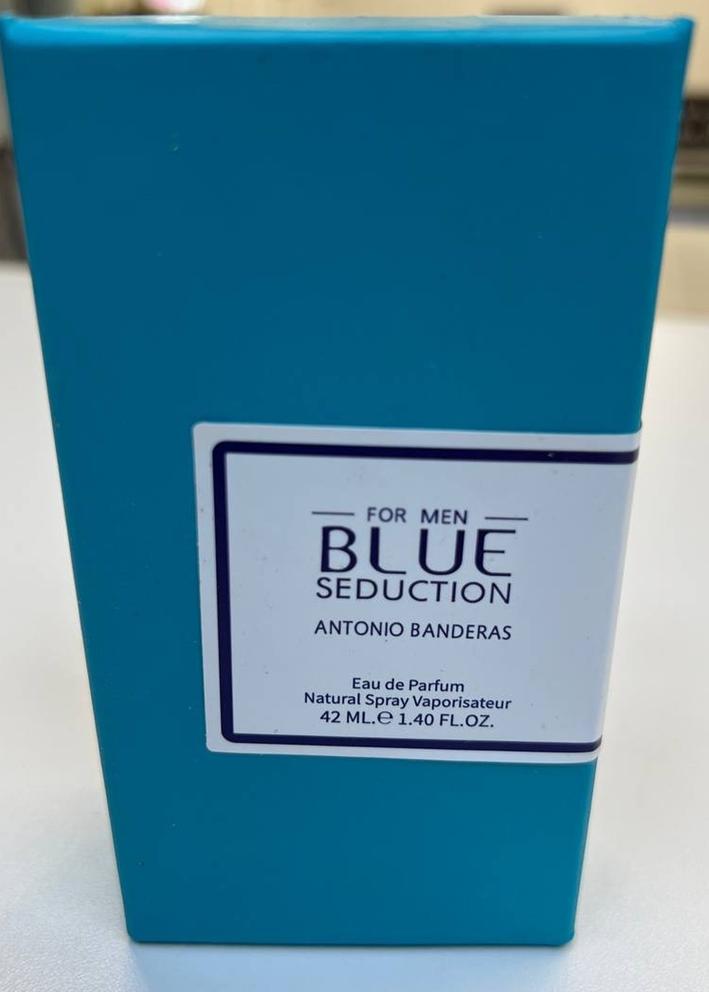 FOR MEN
BLUE
SEDUCTION
ANTONIO BANDERAS
Eau de Parfum
Natural Spray Vaporisateur
42 ML.℮ 1.40 FL.OZ.